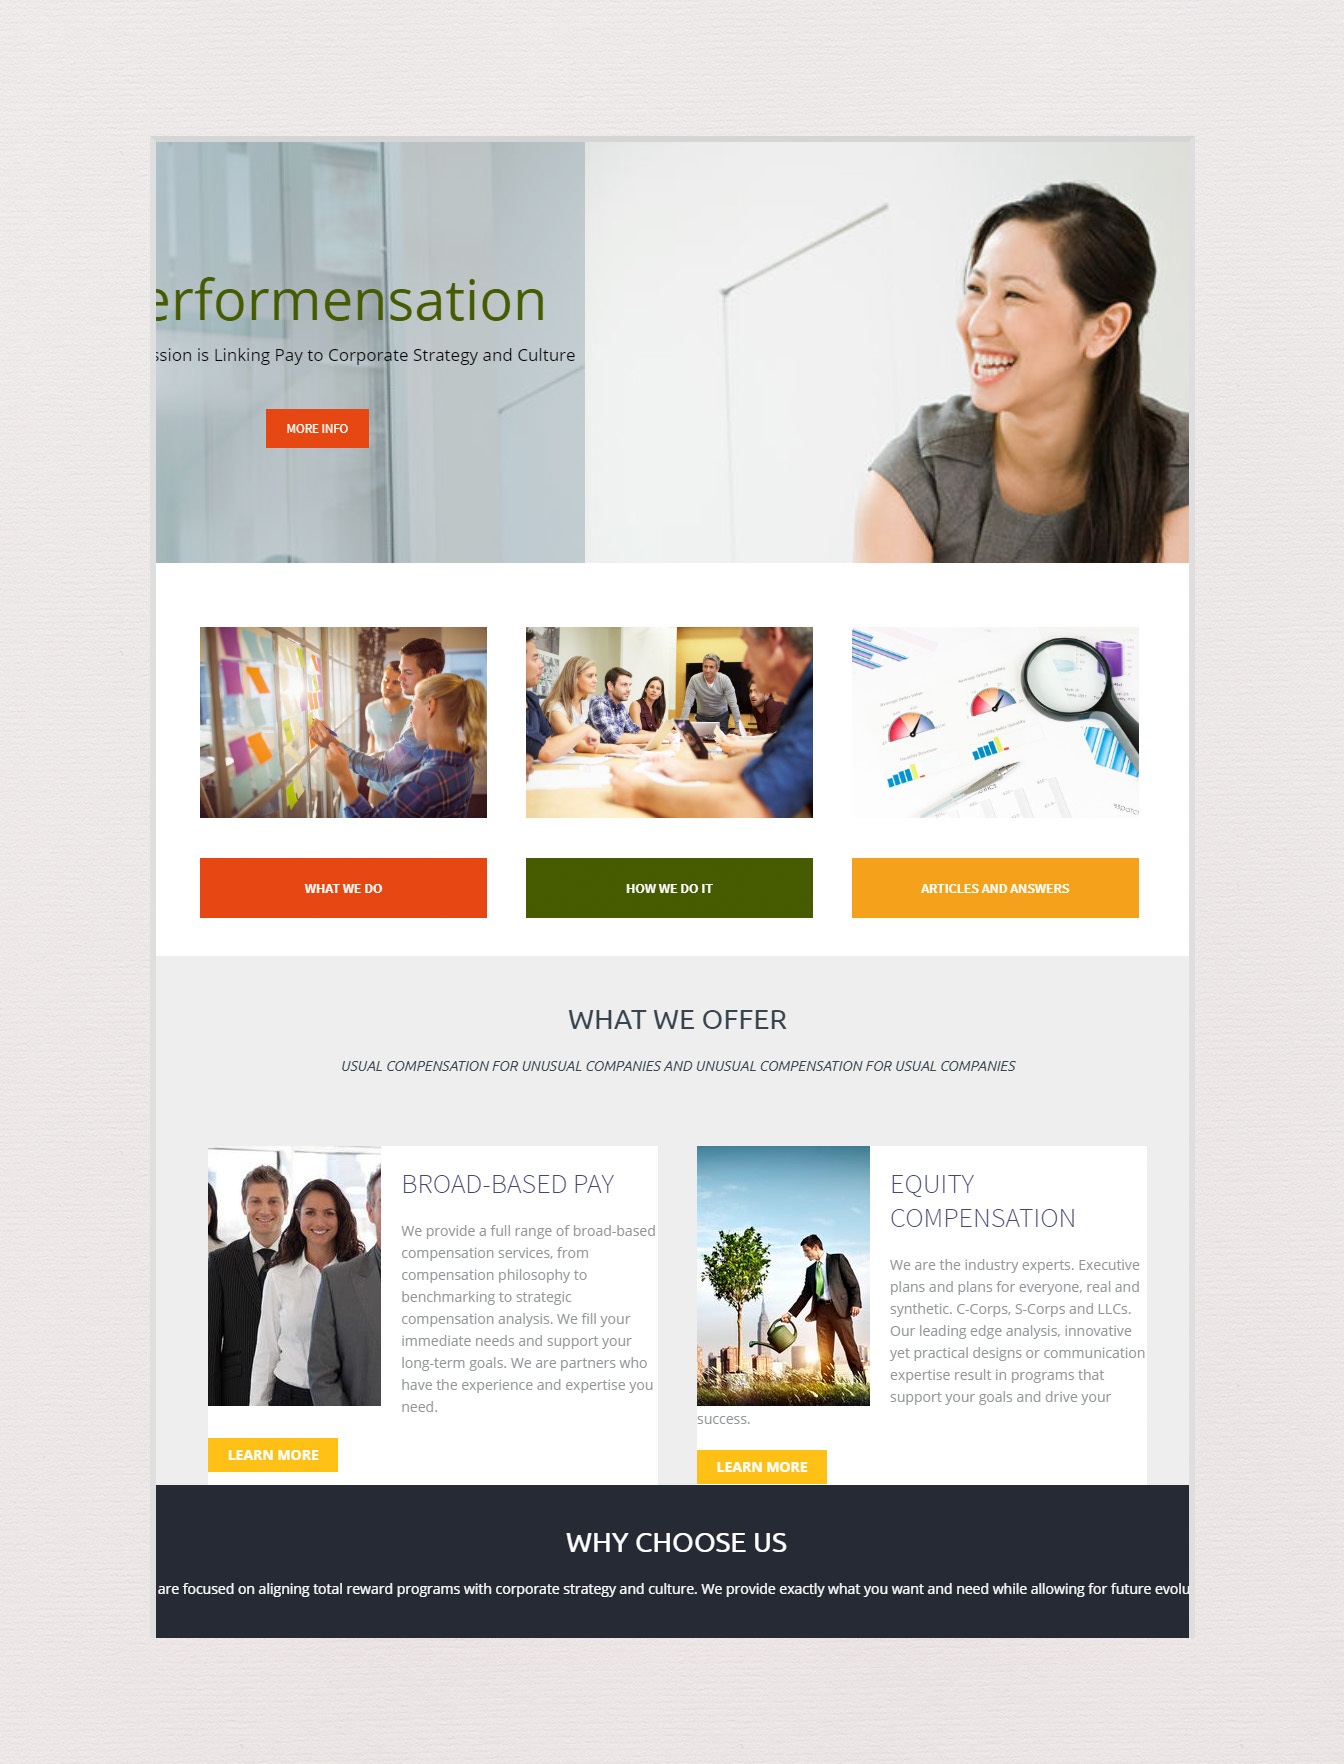 erformensation
ssion is Linking Pay to Corporate Strategy and Culture
MORE INFO
WHAT WE DO
HOW WE DO IT
ARTICLES AND ANSWERS
WHAT WE OFFER
USUAL COMPENSATION FOR UNUSUAL COMPANIES AND UNUSUAL COMPENSATION FOR USUAL COMPANIES
BROAD-BASED PAY
We provide a full range of broad-based
compensation services, from
compensation philosophy to
benchmarking to strategic
compensation analysis. We fill your
immediate needs and support your
long-term goals. We are partners who
have the experience and expertise you
need.
LEARN MORE
EQUITY
COMPENSATION
We are the industry experts. Executive
plans and plans for everyone, real and
synthetic. C-Corps, S-Corps and LLCs.
Our leading edge analysis, innovative
yet practical designs or communication
expertise result in programs that
support your goals and drive your
success.
LEARN MORE
WHY CHOOSE US
are focused on aligning total reward programs with corporate strategy and culture. We provide exactly what you want and need while allowing for future evolu